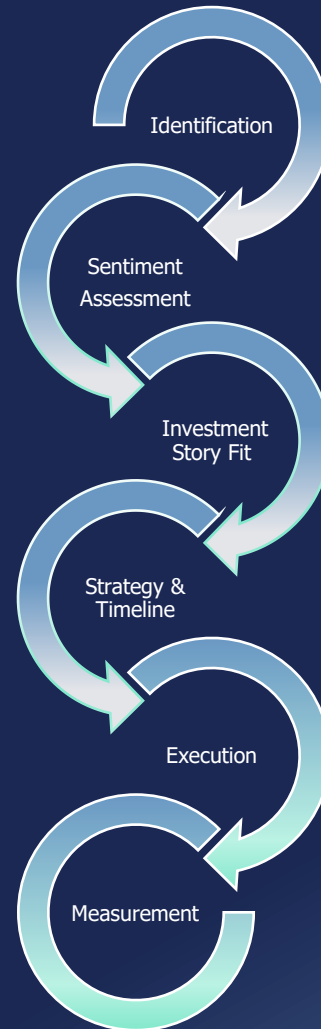 Identification
Sentiment
Assessment
Investment
Story Fit
Strategy &
Timeline
Execution
Measurement